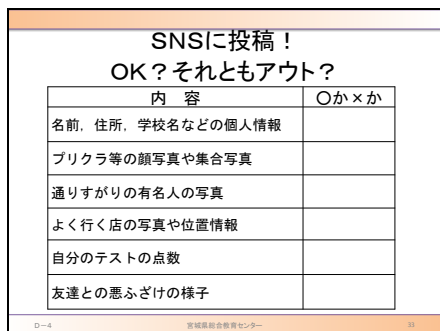 SNSに投稿！
OK？それともアウト？
内　容　〇か×か
名前，住所，学校名などの個人情報
プリクラ等の顔写真や集合写真
通りすがりの有名人の写真
よく行く店の写真や位置情報
自分のテストの点数
友達との悪ふざけの様子
D－4　宮城県総合教育センター　33